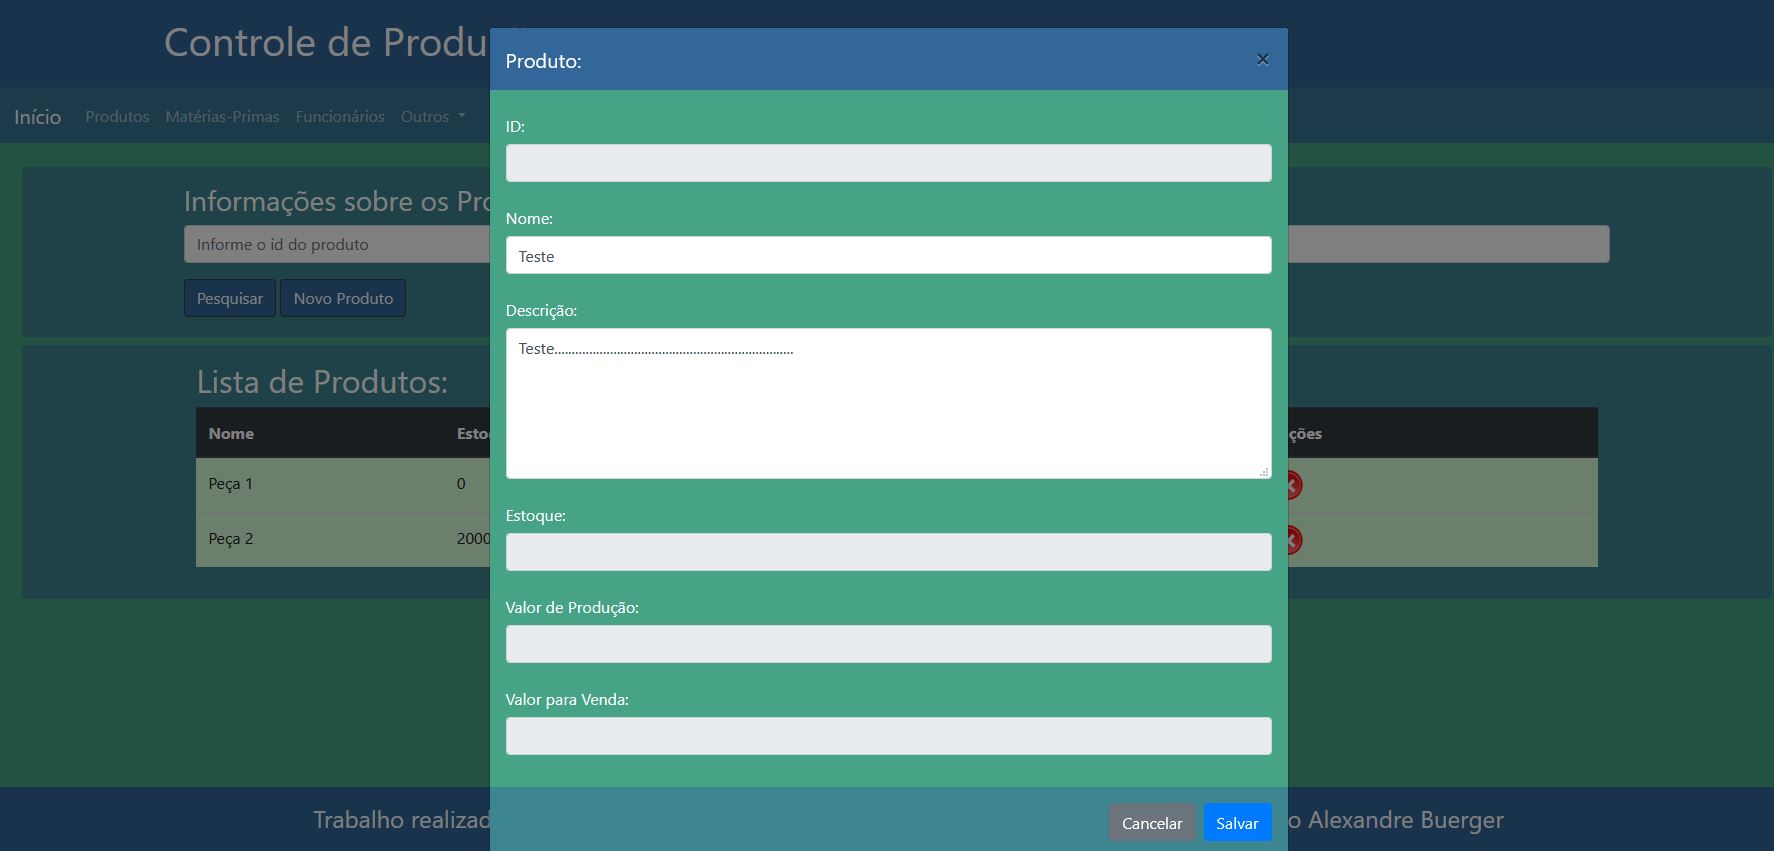 Controle de Produ
Início Produtos Matérias-Primas Funcionários Outros
Informações sobre os Pro
Informe o id do produto
Pesquisar Novo Produto
Lista de Produtos:
Nome Esto ções
Peça 1 0
Peça 2 2000
Produto: ×
ID:
Nome:
Teste
Descrição:
Teste.....................................................................
Estoque:
Valor de Produção:
Valor para Venda:
Cancelar Salvar
Trabalho realizad o Alexandre Buerger